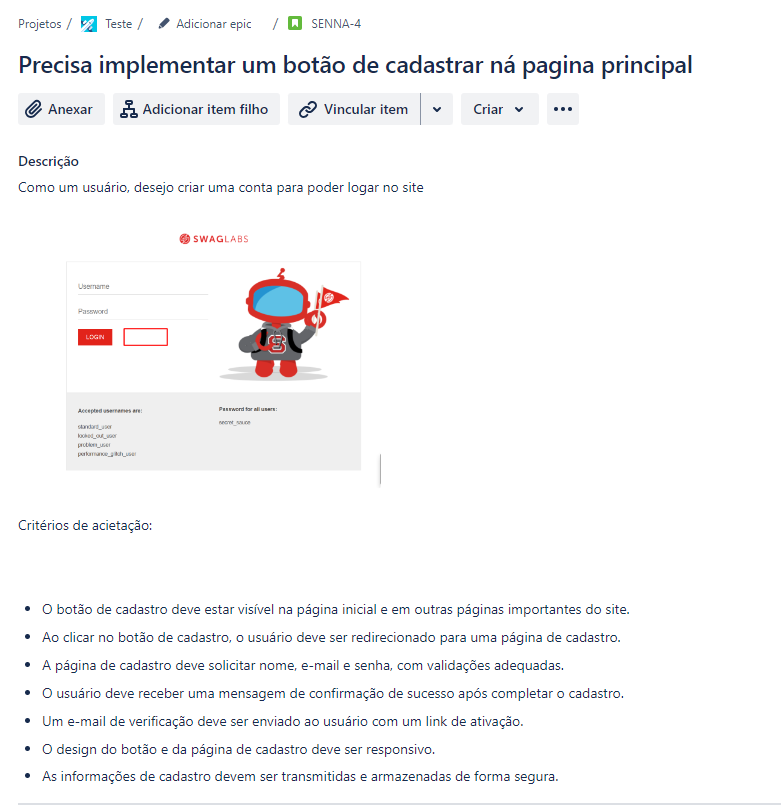 Projetos / Teste / Adicionar epic / SENNA-4
Precisa implementar um botão de cadastrar ná pagina principal
Anexar Adicionar item filho Vincular item Criar
Descrição
Como um usuário, desejo criar uma conta para poder logar no site
SWAGLABS
Username
Password
LOGIN
Accepted usernames are:
standard_user
locked_out_user
problem_user
performance_glitch_user
Password for all users:
secret_sauce
Critérios de acietação:
• O botão de cadastro deve estar visível na página inicial e em outras páginas importantes do site.
• Ao clicar no botão de cadastro, o usuário deve ser redirecionado para uma página de cadastro.
• A página de cadastro deve solicitar nome, e-mail e senha, com validações adequadas.
• O usuário deve receber uma mensagem de confirmação de sucesso após completar o cadastro.
• Um e-mail de verificação deve ser enviado ao usuário com um link de ativação.
• O design do botão e da página de cadastro deve ser responsivo.
• As informações de cadastro devem ser transmitidas e armazenadas de forma segura.